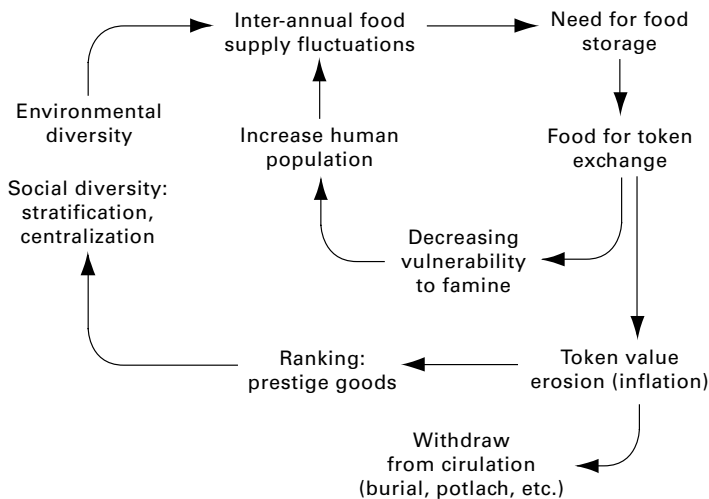 Inter-annual food
supply fluctuations
Need for food
storage
Environmental
diversity
Increase human
population
Food for token
exchange
Social diversity:
stratification,
centralization
Decreasing
vulnerability
to famine
Ranking:
prestige goods
Token value
erosion (inflation)
Withdraw
from cirulation
(burial, potlach, etc.)